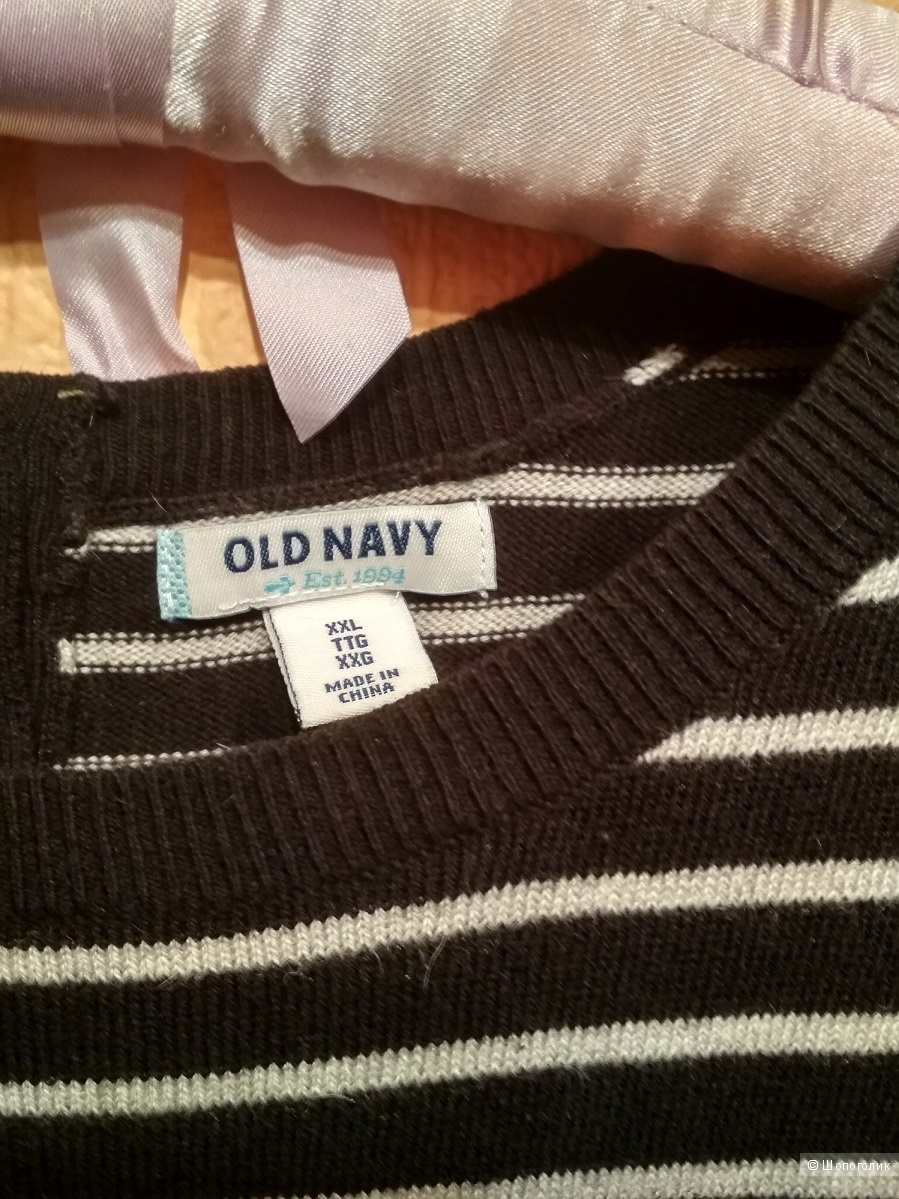 OLD NAVY
Est. 1994
XXL
TTG
XXG
MADE IN
CHINA
© Шопоголик